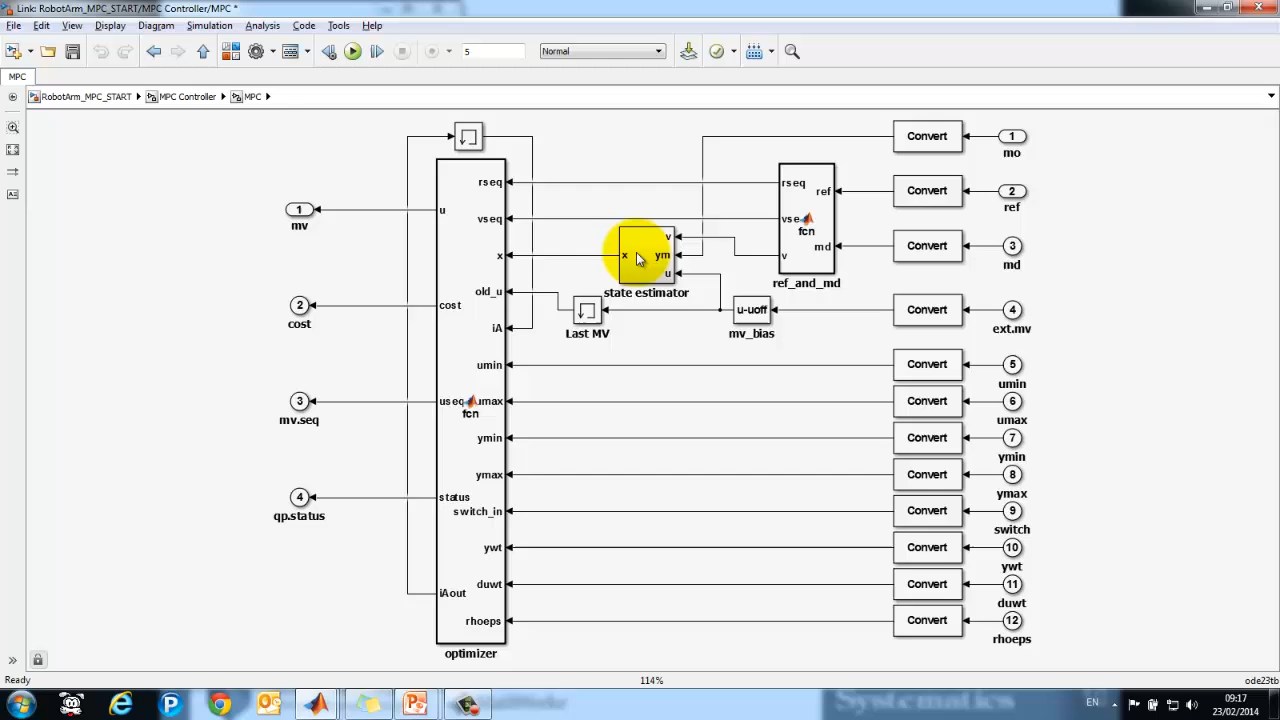 Link: RobotArm_MPC_START/MPC Controller/MPC *
File Edit View Display Diagram Simulation Analysis Code Tools Help
5 Normal
MPC
RobotArm_MPC_START MPC Controller MPC
Convert 1
mo
rseq rseq ref Convert 2
ref
1 u
mv
vseq vse
fcn
v
x x ym v md Convert 3
md
u
state estimator ref_and_md
old_u
2 cost
cost
u-uoff Convert 4
ext.mv
Last MV mv_bias
iA
umin Convert 5
umin
3 useq umax Convert 6
mv.seq fcn umax
ymin Convert 7
ymin
ymax Convert 8
ymax
4 status
qp.status
switch_in Convert 9
switch
ywt Convert 10
ywt
duwt Convert 11
duwt
iAout
rhoeps Convert 12
rhoeps
optimizer
Ready 114% ode23tb
Systematics
EN 09:17
23/02/2014